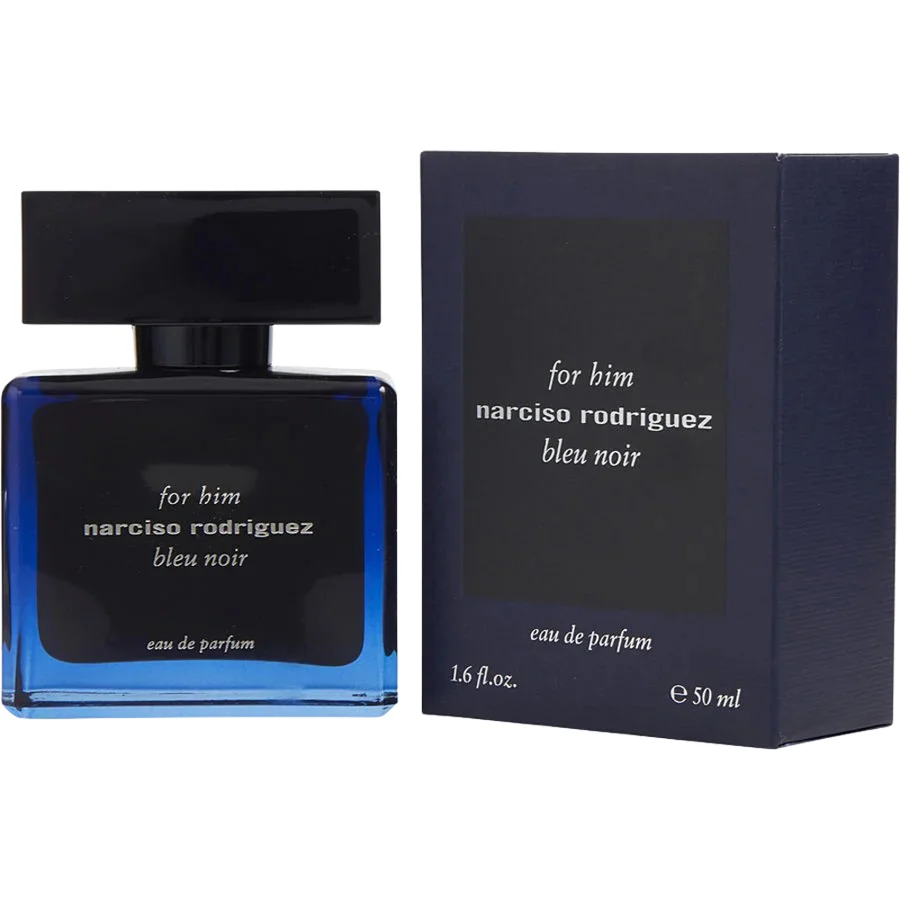 for him
narciso rodriguez
bleu noir
eau de parfum
for him
narciso rodriguez
bleu noir
eau de parfum
1.6 fl.oz.
℮ 50 ml